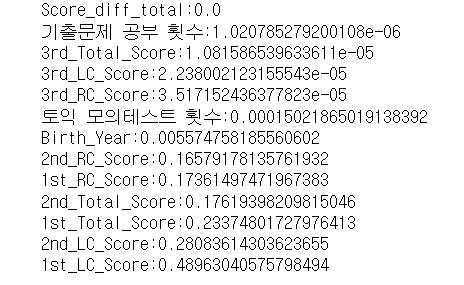 Score_diff_total:0.0
기출문제 공부 횟수:1.020785279200108e-06
3rd_Total_Score:1.081586539633611e-05
3rd_LC_Score:2.238002123155543e-05
3rd_RC_Score:3.517152436377823e-05
토익 모의테스트 횟수:0.00015021865019138392
Birth_Year:0.005574758185560602
2nd_RC_Score:0.16579178135761932
1st_RC_Score:0.17361497471967383
2nd_Total_Score:0.17619398209815046
1st_Total_Score:0.23374801727976413
2nd_LC_Score:0.28083614303623655
1st_LC_Score:0.48963040575798494